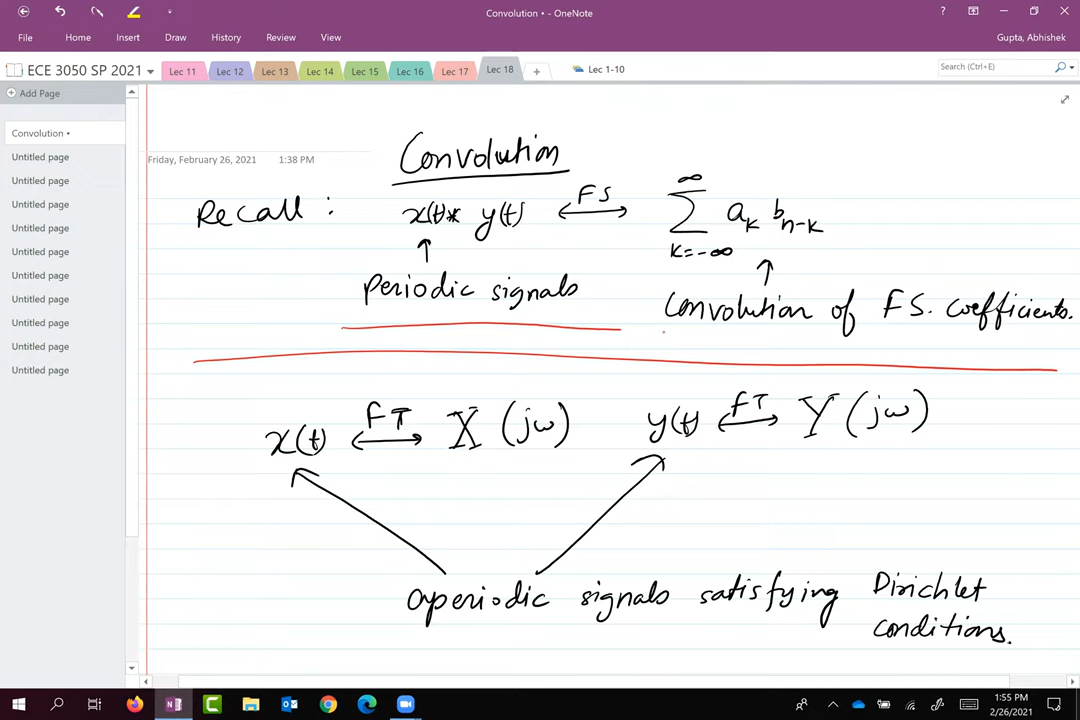 Convolution • - OneNote
File Home Insert Draw History Review View
Gupta, Abhishek
ECE 3050 SP 2021
Lec 11 Lec 12 Lec 13 Lec 14 Lec 15 Lec 16 Lec 17 Lec 18
Lec 1-10
Search (Ctrl+E)
Add Page
Convolution •
Untitled page
Untitled page
Untitled page
Untitled page
Untitled page
Untitled page
Untitled page
Untitled page
Untitled page
Untitled page
Friday, February 26, 2021 1:38 PM
Convolution
Recall : x(t)* y(t) ⟷FS ∑_{k=-∞}^{∞} a_k b_{n-k}
↑ ↑
periodic signals
Convolution of FS. coefficients.
x(t) ⟷FT X(jω) y(t) ⟷FT Y(jω)
aperiodic signals satisfying Dirichlet
conditions.
1:55 PM
2/26/2021